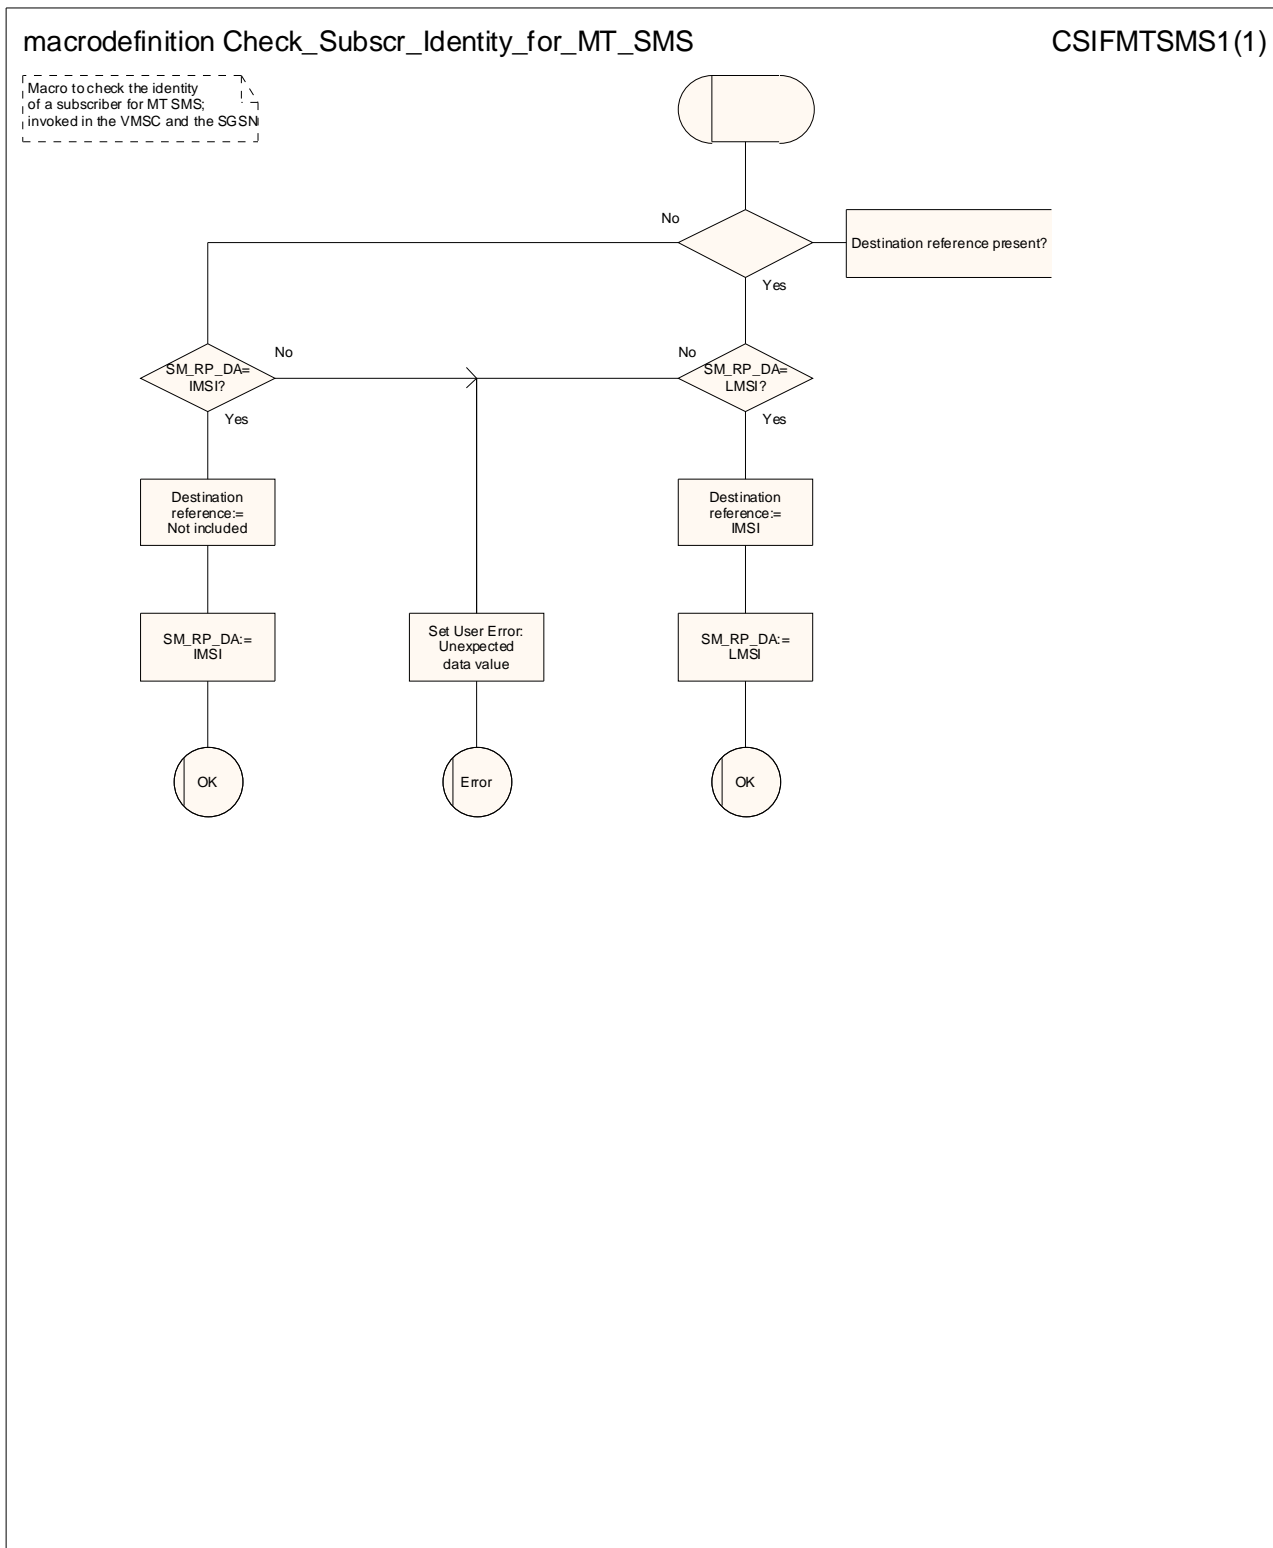 macrodefinition Check_Subscr_Identity_for_MT_SMS
CSIFMTSMS1(1)
Macro to check the identity
of a subscriber for MT SMS;
invoked in the VMSC and the SGSN
No
Destination reference present?
Yes
SM_RP_DA=
IMSI?
No
No
SM_RP_DA=
LMSI?
Yes
Yes
Destination
reference:=
Not included
Destination
reference:=
IMSI
SM_RP_DA:=
IMSI
Set User Error:
Unexpected
data value
SM_RP_DA:=
LMSI
OK
Error
OK